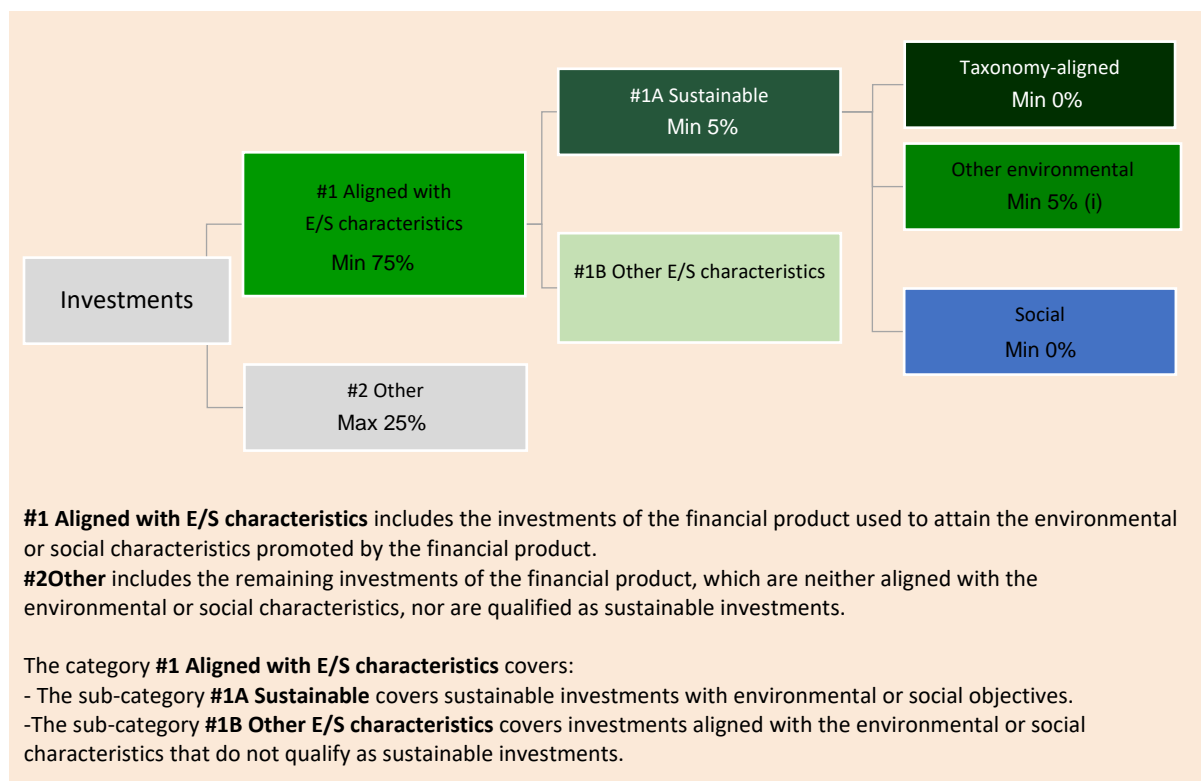 Investments
#1 Aligned with
E/S characteristics
Min 75%
#2 Other
Max 25%
#1A Sustainable
Min 5%
#1B Other E/S characteristics
Taxonomy-aligned
Min 0%
Other environmental
Min 5% (i)
Social
Min 0%
#1 Aligned with E/S characteristics includes the investments of the financial product used to attain the environmental
or social characteristics promoted by the financial product.
#2Other includes the remaining investments of the financial product, which are neither aligned with the
environmental or social characteristics, nor are qualified as sustainable investments.
The category #1 Aligned with E/S characteristics covers:
- The sub-category #1A Sustainable covers sustainable investments with environmental or social objectives.
-The sub-category #1B Other E/S characteristics covers investments aligned with the environmental or social
characteristics that do not qualify as sustainable investments.